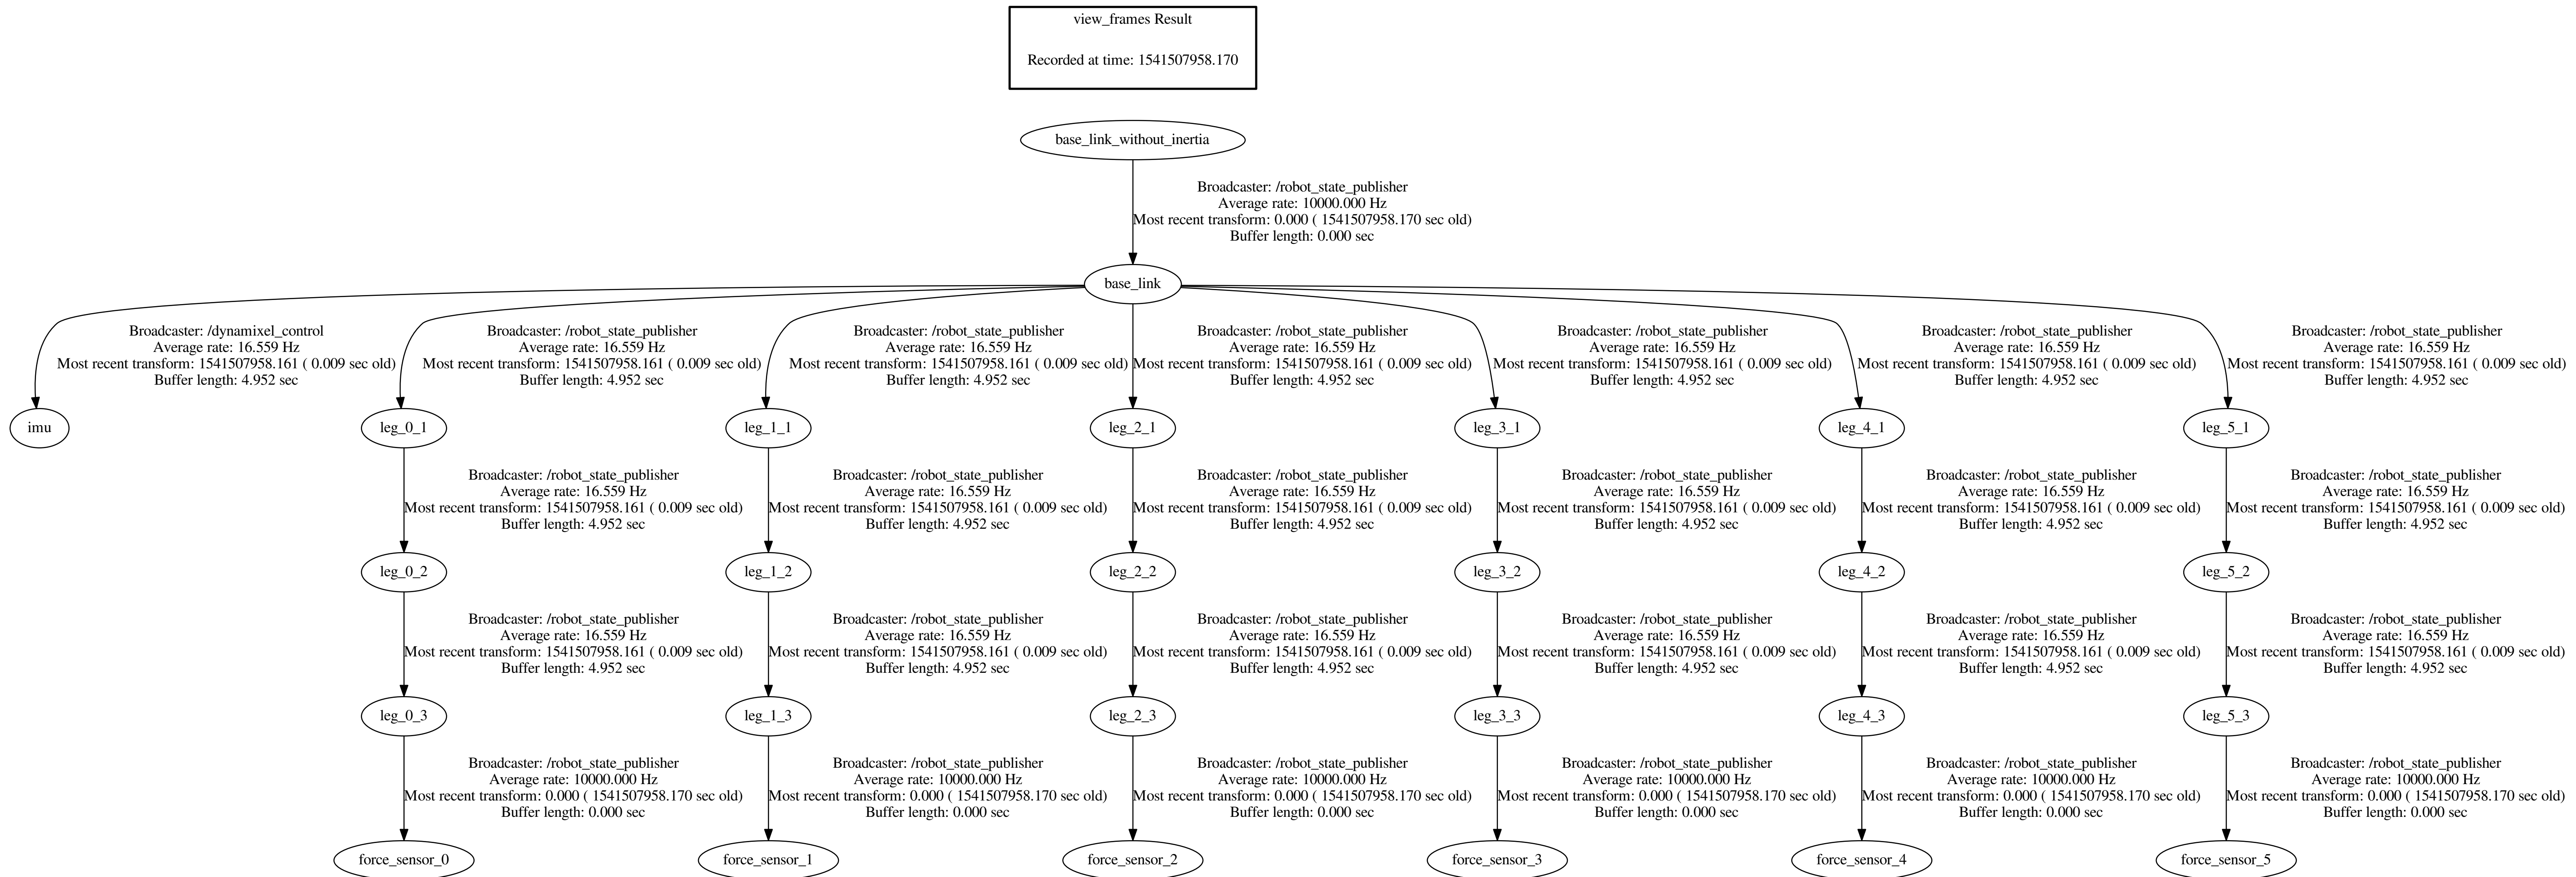 view_frames Result
Recorded at time: 1541507958.170
base_link_without_inertia
Broadcaster: /robot_state_publisher
Average rate: 10000.000 Hz
Most recent transform: 0.000 ( 1541507958.170 sec old)
Buffer length: 0.000 sec
base_link
Broadcaster: /dynamixel_control
Average rate: 16.559 Hz
Most recent transform: 1541507958.161 ( 0.009 sec old)
Buffer length: 4.952 sec
Broadcaster: /robot_state_publisher
Average rate: 16.559 Hz
Most recent transform: 1541507958.161 ( 0.009 sec old)
Buffer length: 4.952 sec
Broadcaster: /robot_state_publisher
Average rate: 16.559 Hz
Most recent transform: 1541507958.161 ( 0.009 sec old)
Buffer length: 4.952 sec
Broadcaster: /robot_state_publisher
Average rate: 16.559 Hz
Most recent transform: 1541507958.161 ( 0.009 sec old)
Buffer length: 4.952 sec
Broadcaster: /robot_state_publisher
Average rate: 16.559 Hz
Most recent transform: 1541507958.161 ( 0.009 sec old)
Buffer length: 4.952 sec
Broadcaster: /robot_state_publisher
Average rate: 16.559 Hz
Most recent transform: 1541507958.161 ( 0.009 sec old)
Buffer length: 4.952 sec
Broadcaster: /robot_state_publisher
Average rate: 16.559 Hz
Most recent transform: 1541507958.161 ( 0.009 sec old)
Buffer length: 4.952 sec
imu
leg_0_1
leg_1_1
leg_2_1
leg_3_1
leg_4_1
leg_5_1
Broadcaster: /robot_state_publisher
Average rate: 16.559 Hz
Most recent transform: 1541507958.161 ( 0.009 sec old)
Buffer length: 4.952 sec
Broadcaster: /robot_state_publisher
Average rate: 16.559 Hz
Most recent transform: 1541507958.161 ( 0.009 sec old)
Buffer length: 4.952 sec
Broadcaster: /robot_state_publisher
Average rate: 16.559 Hz
Most recent transform: 1541507958.161 ( 0.009 sec old)
Buffer length: 4.952 sec
Broadcaster: /robot_state_publisher
Average rate: 16.559 Hz
Most recent transform: 1541507958.161 ( 0.009 sec old)
Buffer length: 4.952 sec
Broadcaster: /robot_state_publisher
Average rate: 16.559 Hz
Most recent transform: 1541507958.161 ( 0.009 sec old)
Buffer length: 4.952 sec
Broadcaster: /robot_state_publisher
Average rate: 16.559 Hz
Most recent transform: 1541507958.161 ( 0.009 sec old)
Buffer length: 4.952 sec
leg_0_2
leg_1_2
leg_2_2
leg_3_2
leg_4_2
leg_5_2
Broadcaster: /robot_state_publisher
Average rate: 16.559 Hz
Most recent transform: 1541507958.161 ( 0.009 sec old)
Buffer length: 4.952 sec
Broadcaster: /robot_state_publisher
Average rate: 16.559 Hz
Most recent transform: 1541507958.161 ( 0.009 sec old)
Buffer length: 4.952 sec
Broadcaster: /robot_state_publisher
Average rate: 16.559 Hz
Most recent transform: 1541507958.161 ( 0.009 sec old)
Buffer length: 4.952 sec
Broadcaster: /robot_state_publisher
Average rate: 16.559 Hz
Most recent transform: 1541507958.161 ( 0.009 sec old)
Buffer length: 4.952 sec
Broadcaster: /robot_state_publisher
Average rate: 16.559 Hz
Most recent transform: 1541507958.161 ( 0.009 sec old)
Buffer length: 4.952 sec
Broadcaster: /robot_state_publisher
Average rate: 16.559 Hz
Most recent transform: 1541507958.161 ( 0.009 sec old)
Buffer length: 4.952 sec
leg_0_3
leg_1_3
leg_2_3
leg_3_3
leg_4_3
leg_5_3
Broadcaster: /robot_state_publisher
Average rate: 10000.000 Hz
Most recent transform: 0.000 ( 1541507958.170 sec old)
Buffer length: 0.000 sec
Broadcaster: /robot_state_publisher
Average rate: 10000.000 Hz
Most recent transform: 0.000 ( 1541507958.170 sec old)
Buffer length: 0.000 sec
Broadcaster: /robot_state_publisher
Average rate: 10000.000 Hz
Most recent transform: 0.000 ( 1541507958.170 sec old)
Buffer length: 0.000 sec
Broadcaster: /robot_state_publisher
Average rate: 10000.000 Hz
Most recent transform: 0.000 ( 1541507958.170 sec old)
Buffer length: 0.000 sec
Broadcaster: /robot_state_publisher
Average rate: 10000.000 Hz
Most recent transform: 0.000 ( 1541507958.170 sec old)
Buffer length: 0.000 sec
Broadcaster: /robot_state_publisher
Average rate: 10000.000 Hz
Most recent transform: 0.000 ( 1541507958.170 sec old)
Buffer length: 0.000 sec
force_sensor_0
force_sensor_1
force_sensor_2
force_sensor_3
force_sensor_4
force_sensor_5